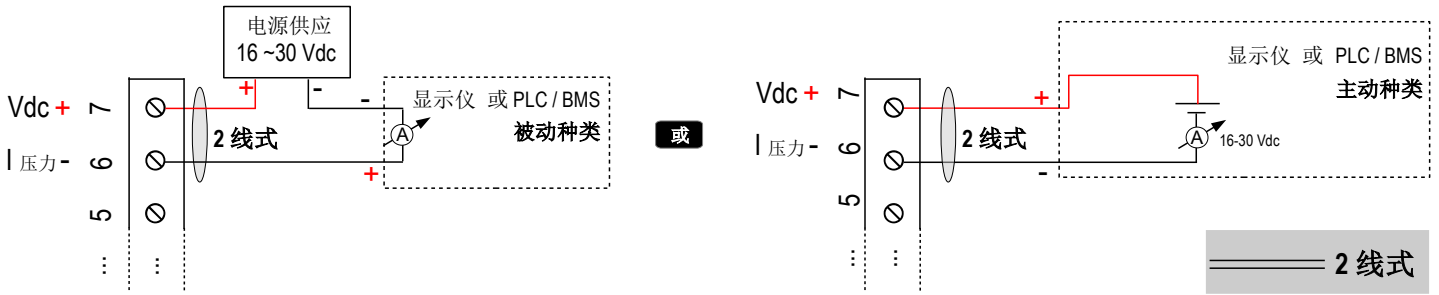 电源供应
16 ~30 Vdc
+
-
Vdc +
7
2 线式
-
显示仪 或 PLC / BMS
被动种类
A
I 压力 -
6
+
5
...
...
或
显示仪 或 PLC / BMS
主动种类
Vdc +
7
+
2 线式
A
16-30 Vdc
I 压力 -
6
-
5
...
...
2 线式